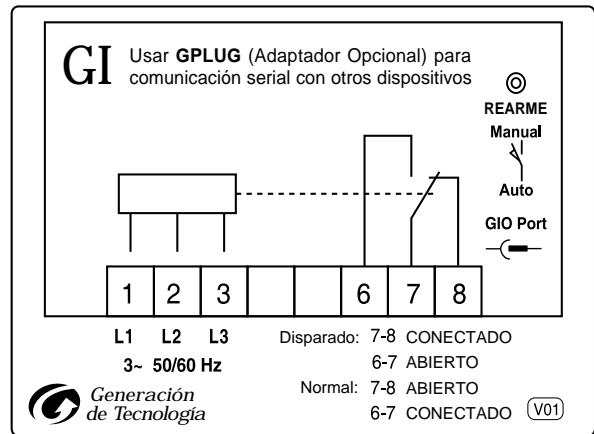 GI
Usar GPLUG (Adaptador Opcional) para
comunicación serial con otros dispositivos
REARME
Manual
Auto
GIO Port
1 2 3 6 7 8
L1 L2 L3
3~ 50/60 Hz
Disparado: 7-8 CONECTADO
6-7 ABIERTO
Normal: 7-8 ABIERTO
6-7 CONECTADO
Generación
de Tecnología
V01